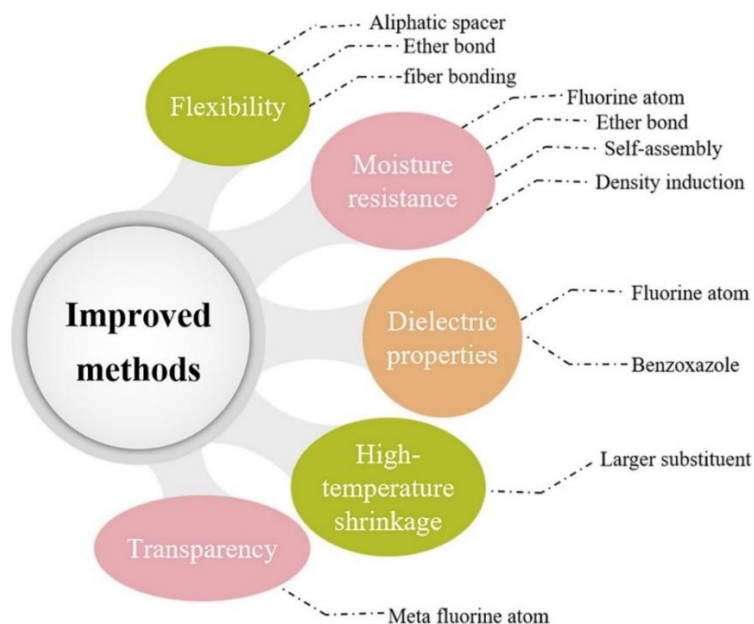 Aliphatic spacer
Ether bond
fiber bonding
Flexibility
Fluorine atom
Ether bond
Self-assembly
Density induction
Moisture
resistance
Improved
methods
Dielectric
properties
Fluorine atom
Benzoxazole
High-
temperature
shrinkage
Larger substituent
Transparency
Meta fluorine atom